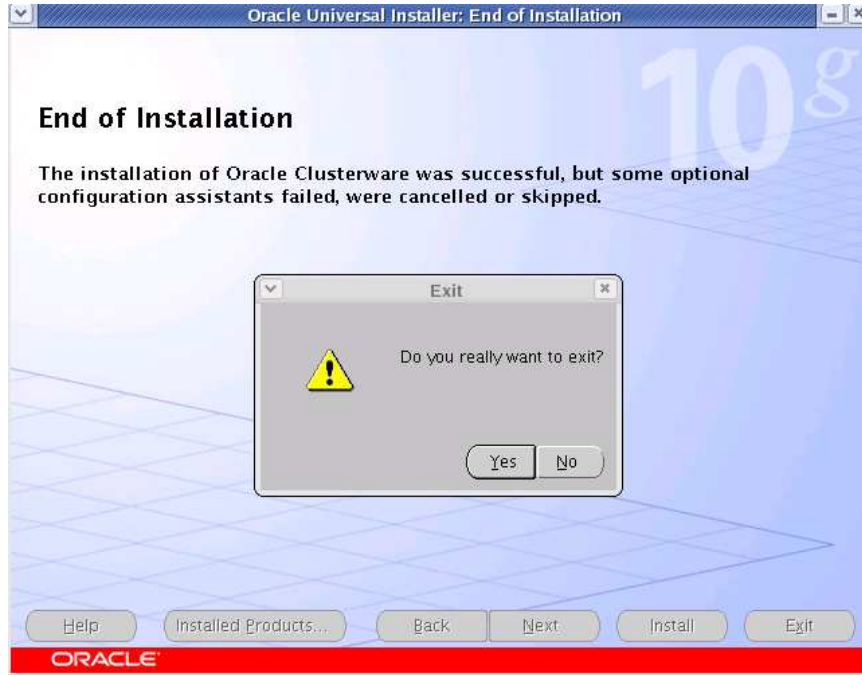 Oracle Universal Installer: End of Installation
10g
End of Installation
The installation of Oracle Clusterware was successful, but some optional
configuration assistants failed, were cancelled or skipped.
Exit
Do you really want to exit?
Yes No
Help Installed Products... Back Next Install Exit
ORACLE